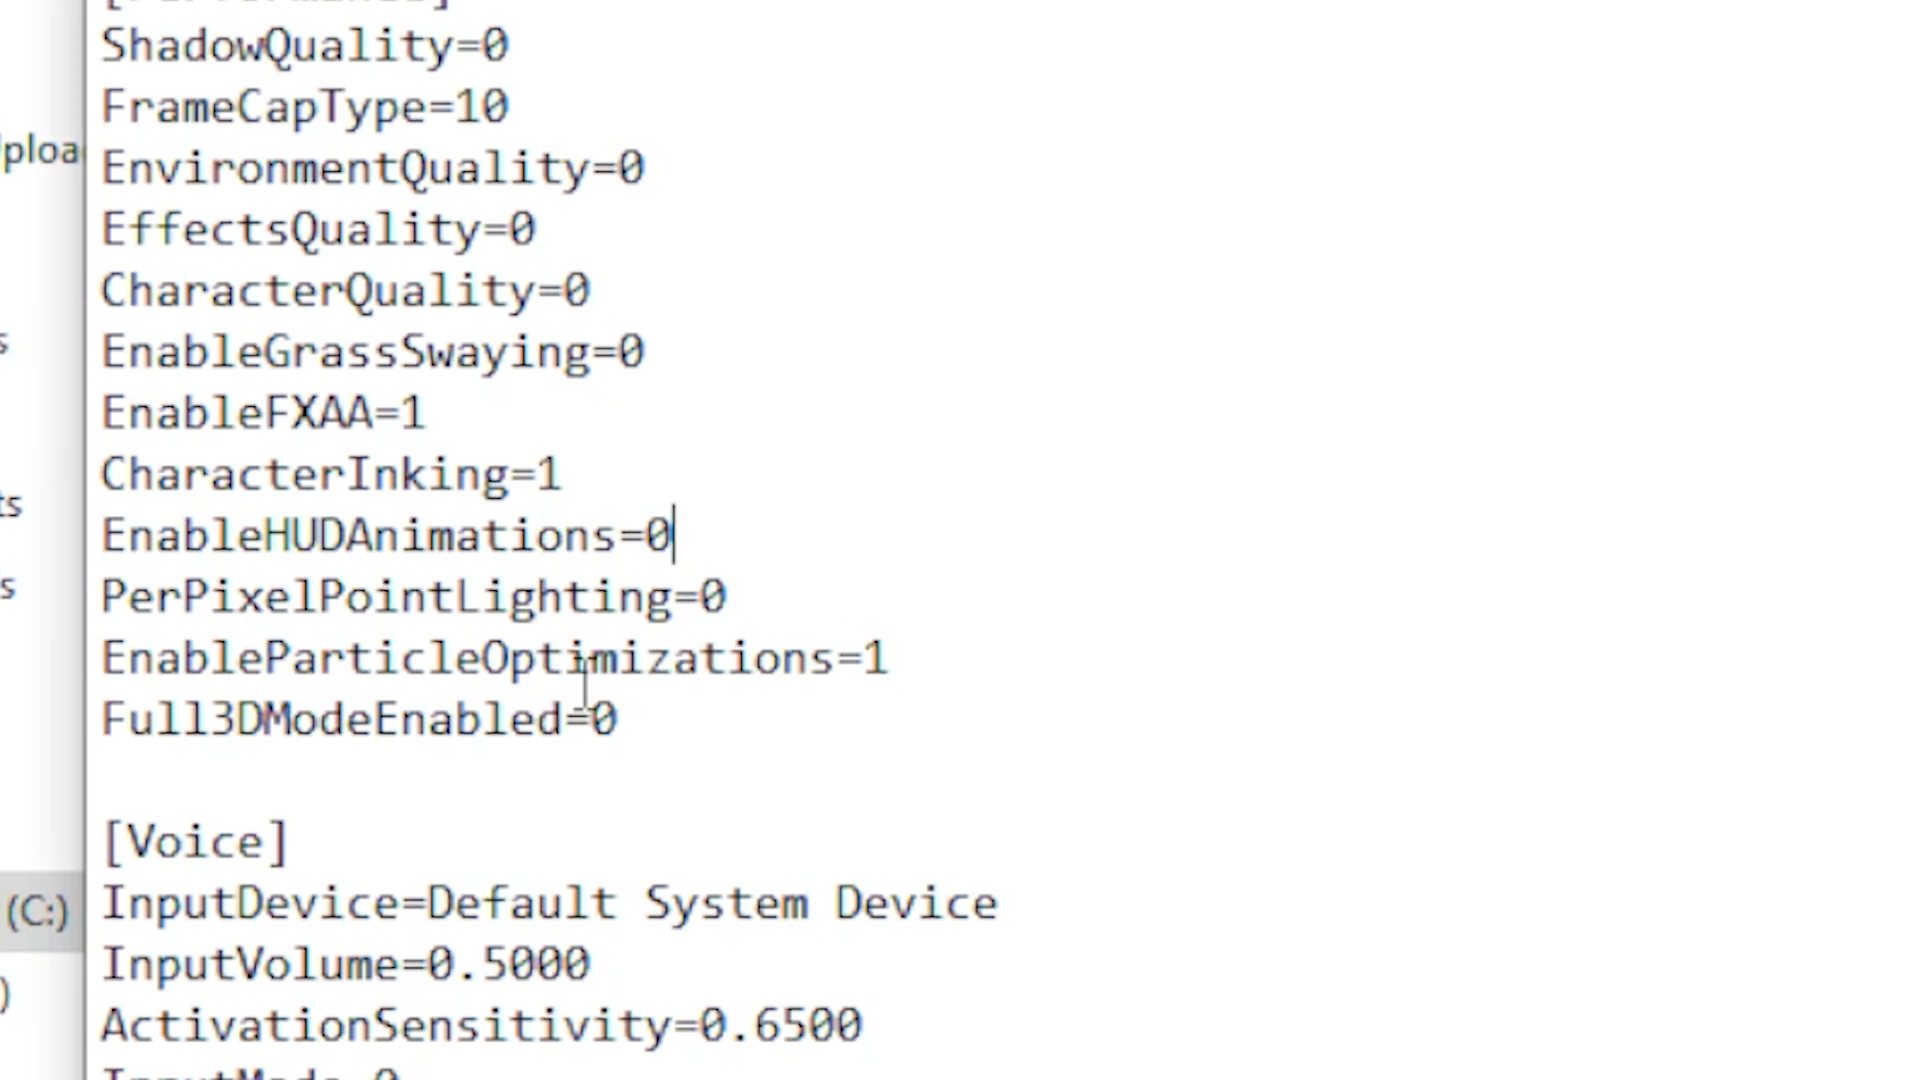 ShadowQuality=0
FrameCapType=10
EnvironmentQuality=0
EffectsQuality=0
CharacterQuality=0
EnableGrassSwaying=0
EnableFXAA=1
CharacterInking=1
EnableHUDAnimations=0
PerPixelPointLighting=0
EnableParticleOptimizations=1
Full3DModeEnabled=0
[Voice]
InputDevice=Default System Device
(C:)
InputVolume=0.5000
ActivationSensitivity=0.6500